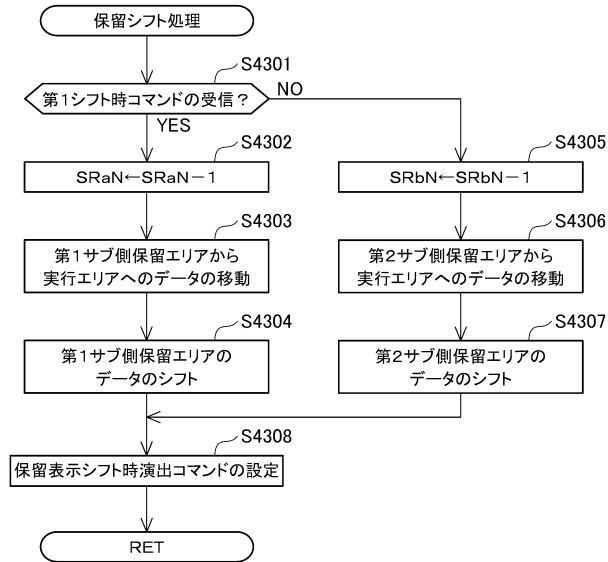 保留シフト処理
S4301
第1シフト時コマンドの受信？
NO
YES
S4302
SRaN←SRaN－1
S4305
SRbN←SRbN－1
S4303
第1サブ側保留エリアから
実行エリアへのデータの移動
S4306
第2サブ側保留エリアから
実行エリアへのデータの移動
S4304
第1サブ側保留エリアの
データのシフト
S4307
第2サブ側保留エリアの
データのシフト
S4308
保留表示シフト時演出コマンドの設定
RET